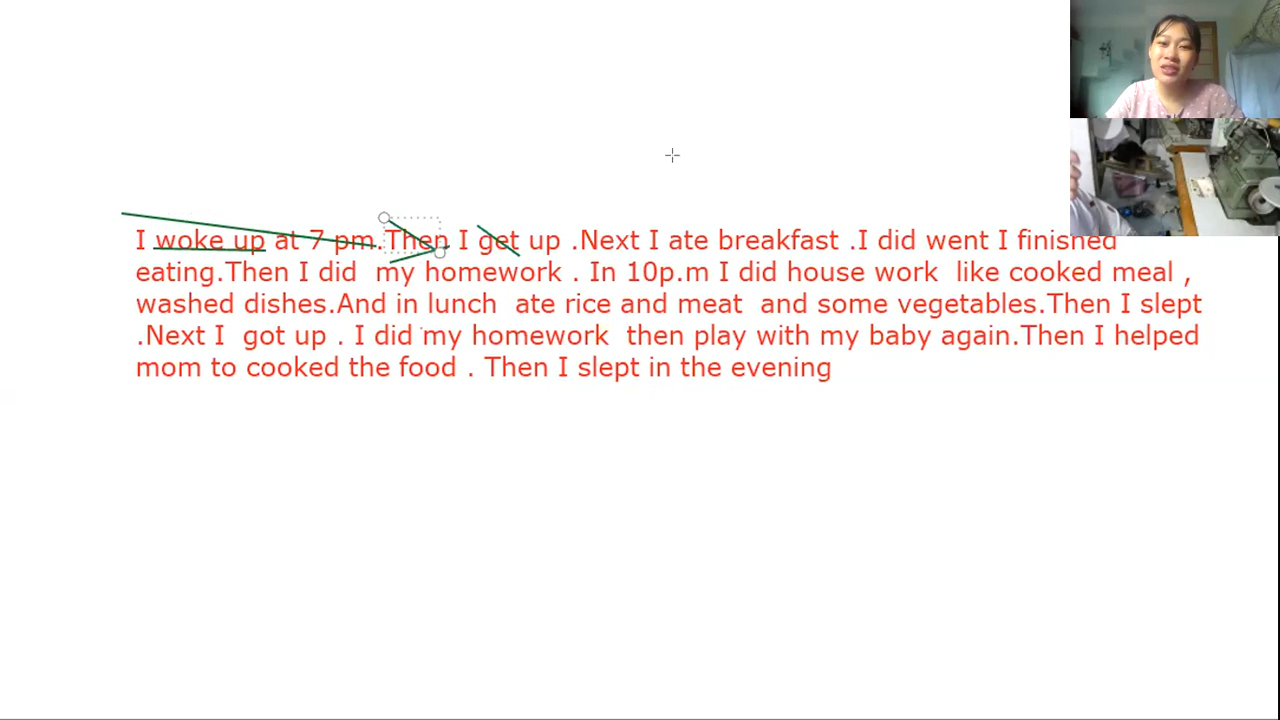 I woke up at 7 pm.Then I get up .Next I ate breakfast .I did went I finished
eating.Then I did  my homework . In 10p.m I did house work  like cooked meal ,
washed dishes.And in lunch  ate rice and meat  and some vegetables.Then I slept
.Next I  got up . I did my homework  then play with my baby again.Then I helped
mom to cooked the food . Then I slept in the evening